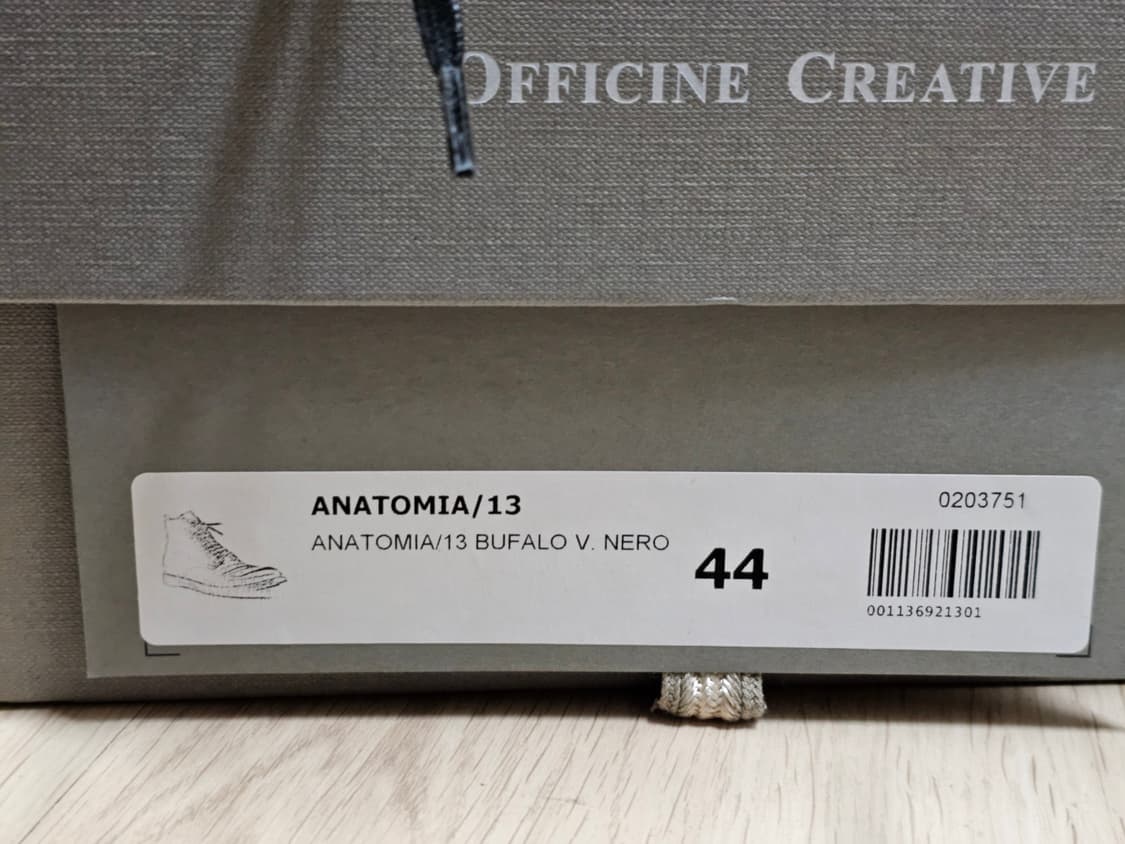 OFFICINE CREATIVE
ANATOMIA/13
ANATOMIA/13 BUFALO V. NERO
44
0203751
001136921301